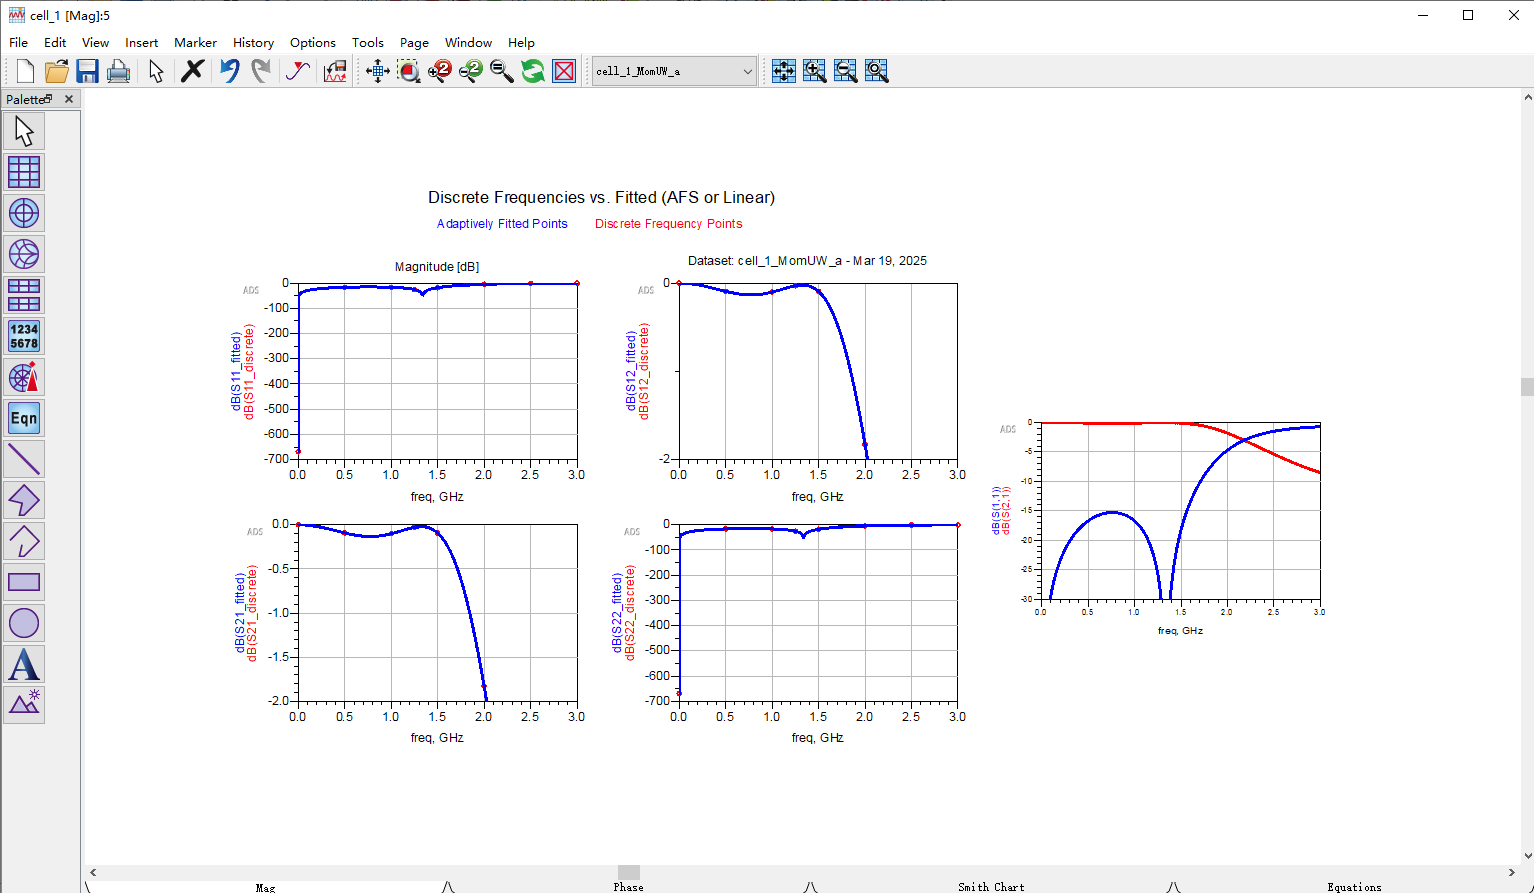 cell_1 [Mag]:5
File Edit View Insert Marker History Options Tools Page Window Help
2 2 cell_1_MomUW_a
Palette
1234
5678
Eqn
A
Discrete Frequencies vs. Fitted (AFS or Linear)
Adaptively Fitted Points Discrete Frequency Points
Magnitude [dB]
ADS
dB(S11_fitted)
dB(S11_discrete)
0
-100
-200
-300
-400
-500
-600
-700
0.0 0.5 1.0 1.5 2.0 2.5 3.0
freq, GHz
Dataset: cell_1_MomUW_a - Mar 19, 2025
ADS
dB(S12_fitted)
dB(S12_discrete)
0
-2
0.0 0.5 1.0 1.5 2.0 2.5 3.0
freq, GHz
ADS
dB(S21_fitted)
dB(S21_discrete)
0.0
-0.5
-1.0
-1.5
-2.0
0.0 0.5 1.0 1.5 2.0 2.5 3.0
freq, GHz
ADS
dB(S22_fitted)
dB(S22_discrete)
0
-100
-200
-300
-400
-500
-600
-700
0.0 0.5 1.0 1.5 2.0 2.5 3.0
freq, GHz
ADS
dB(S(1,1))
dB(S(2,1))
0
-5
-10
-15
-20
-25
-30
0.0 0.5 1.0 1.5 2.0 2.5 3.0
freq, GHz
Mag Phase Smith Chart Equations